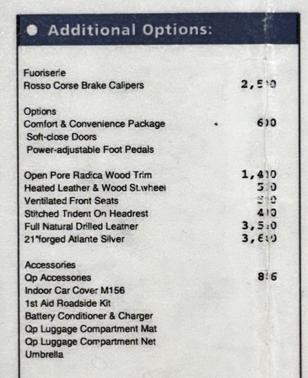 Additional Options:
Fuoriserie
Rosso Corse Brake Calipers
Options
Comfort & Convenience Package
Soft-close Doors
Power-adjustable Foot Pedals
Open Pore Radica Wood Trim
Heated Leather & Wood St.wheel
Ventilated Front Seats
Stitched Trident On Headrest
Full Natural Drilled Leather
21"forged Atlante Silver
Accessories
Qp Accessories
Indoor Car Cover M156
1st Aid Roadside Kit
Battery Conditioner & Charger
Qp Luggage Compartment Mat
Qp Luggage Compartment Net
Umbrella